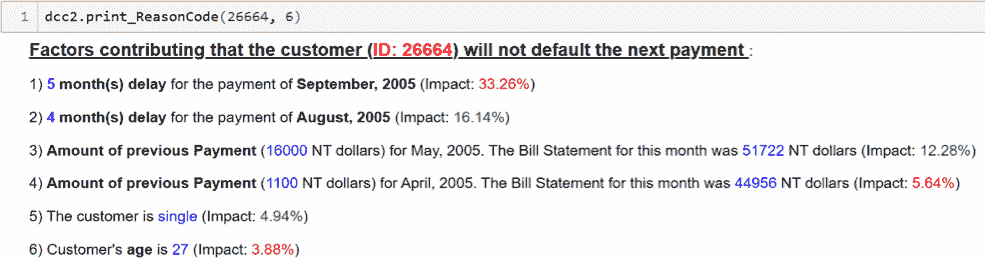 1 dcc2.print_ReasonCode(26664, 6)
Factors contributing that the customer (ID: 26664) will not default the next payment :
1) 5 month(s) delay for the payment of September, 2005 (Impact: 33.26%)
2) 4 month(s) delay for the payment of August, 2005 (Impact: 16.14%)
3) Amount of previous Payment (16000 NT dollars) for May, 2005. The Bill Statement for this month was 51722 NT dollars (Impact: 12.28%)
4) Amount of previous Payment (1100 NT dollars) for April, 2005. The Bill Statement for this month was 44956 NT dollars (Impact: 5.64%)
5) The customer is single (Impact: 4.94%)
6) Customer's age is 27 (Impact: 3.88%)